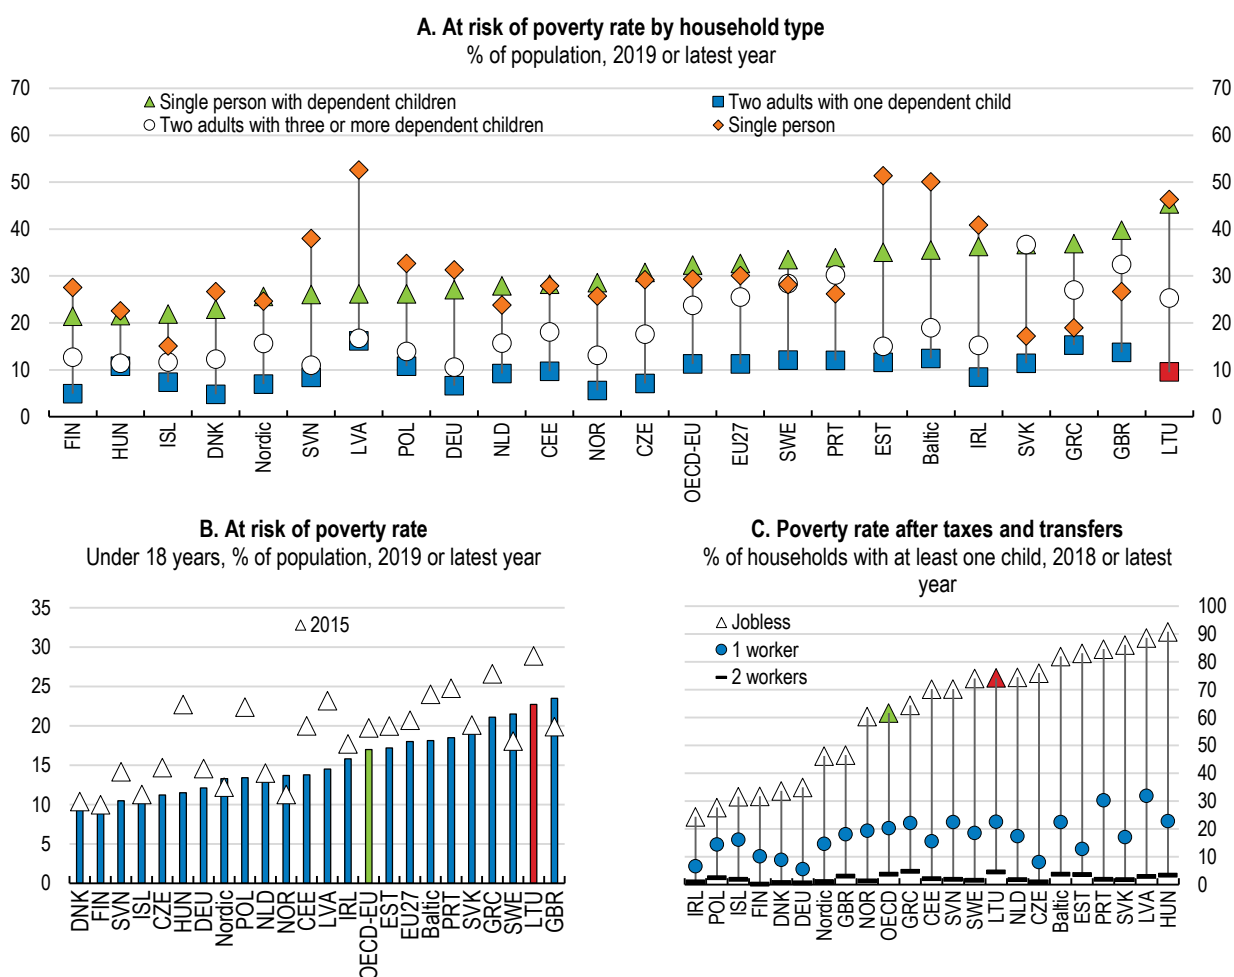 A. At risk of poverty rate by household type
% of population, 2019 or latest year
70 70
Single person with dependent children Two adults with one dependent child
60 60
Two adults with three or more dependent children Single person
50 50
40 40
30 30
20 20
10 10
0 0
FIN HUN ISL DNK Nordic SVN LVA POL DEU NLD CEE NOR CZE OECD-EU EU27 SWE PRT EST Baltic IRL SVK GRC GBR LTU
B. At risk of poverty rate
Under 18 years, % of population, 2019 or latest year
35
2015
30
25
20
15
10
5
0
DNK FIN SVN ISL CZE HUN DEU Nordic POL NLD NOR CEE LVA IRL OECD-EU EST EU27 Baltic PRT SVK GRC SWE LTU GBR
C. Poverty rate after taxes and transfers
% of households with at least one child, 2018 or latest
year
100
Jobless
90
1 worker
80
2 workers
70
60
50
40
30
20
10
0
IRL POL ISL FIN DNK DEU Nordic GBR NOR OECD GRC CEE SVN SWE LTU NLD CZE Baltic EST PRT SVK LVA HUN